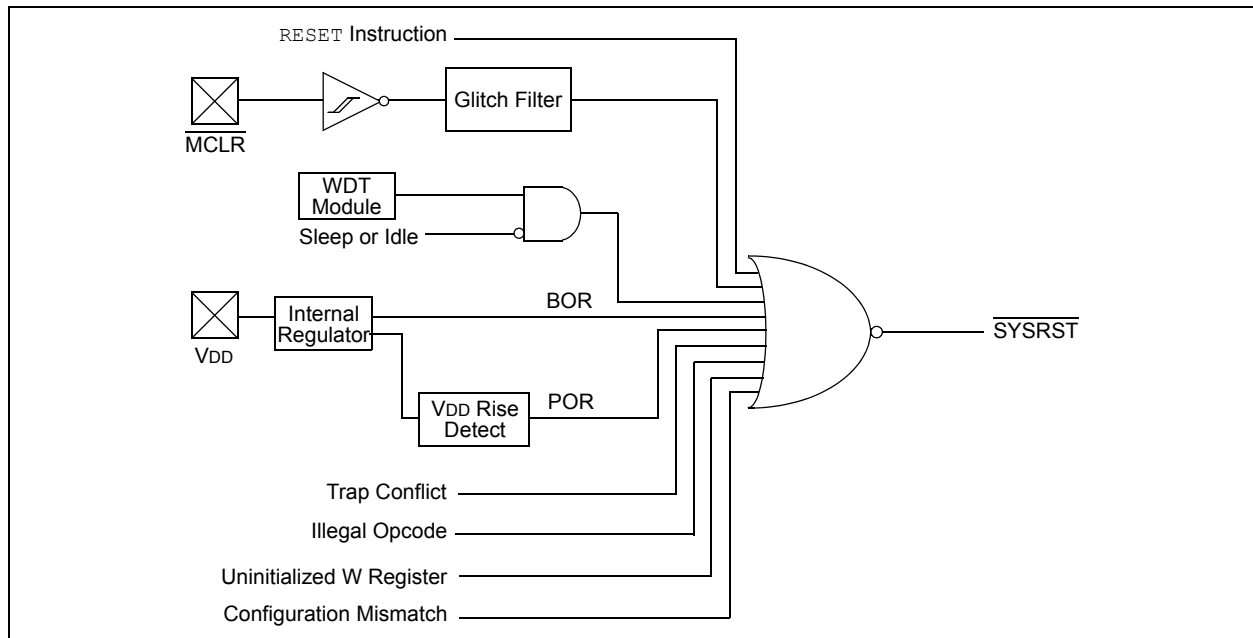 RESET Instruction
Glitch Filter
MCLR
WDT
Module
Sleep or Idle
BOR
Internal
Regulator
VDD
SYSRST
VDD Rise
Detect
POR
Trap Conflict
Illegal Opcode
Uninitialized W Register
Configuration Mismatch